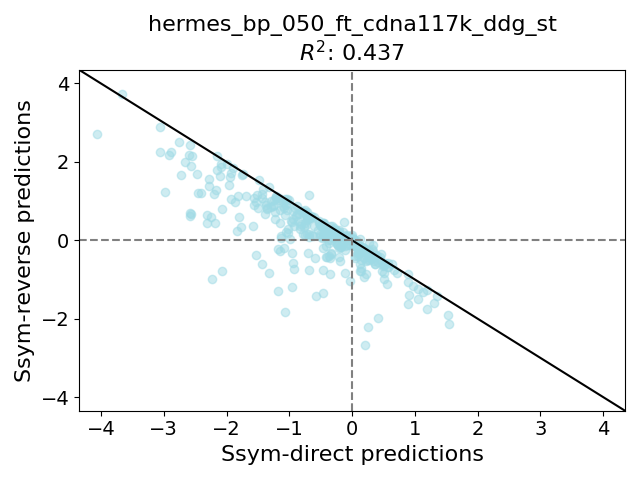 hermes_bp_050_ft_cdna117k_ddg_st
R²: 0.437
Ssym-reverse predictions
4
2
0
−2
−4
−4 −3 −2 −1 0 1 2 3 4
Ssym-direct predictions